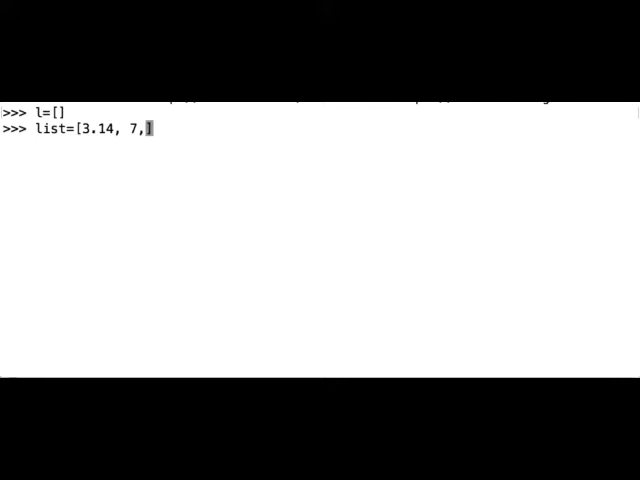 >>> l=[]
>>> list=[3.14, 7,]